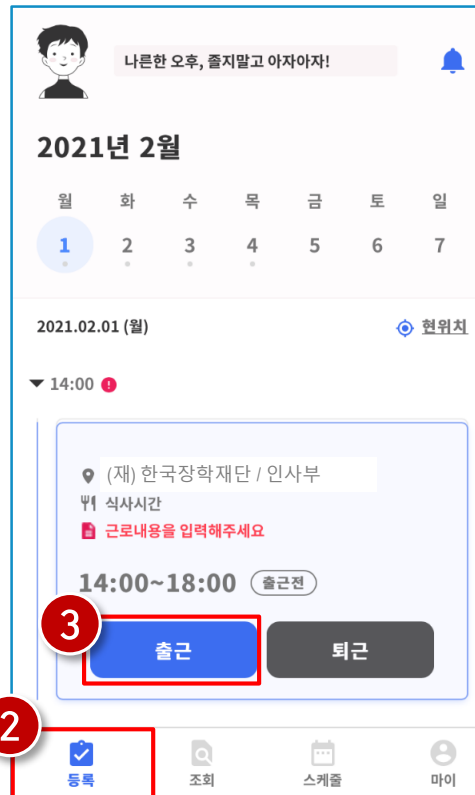 나른한 오후, 졸지말고 아자아자!
2021년 2월
월 화 수 목 금 토 일
1 2 3 4 5 6 7
2021.02.01 (월) 현위치
14:00 !
(재) 한국장학재단 / 인사부
식사시간
근로내용을 입력해주세요
14:00~18:00 출근전
3
출근 퇴근
2
등록 조회 스케줄 마이